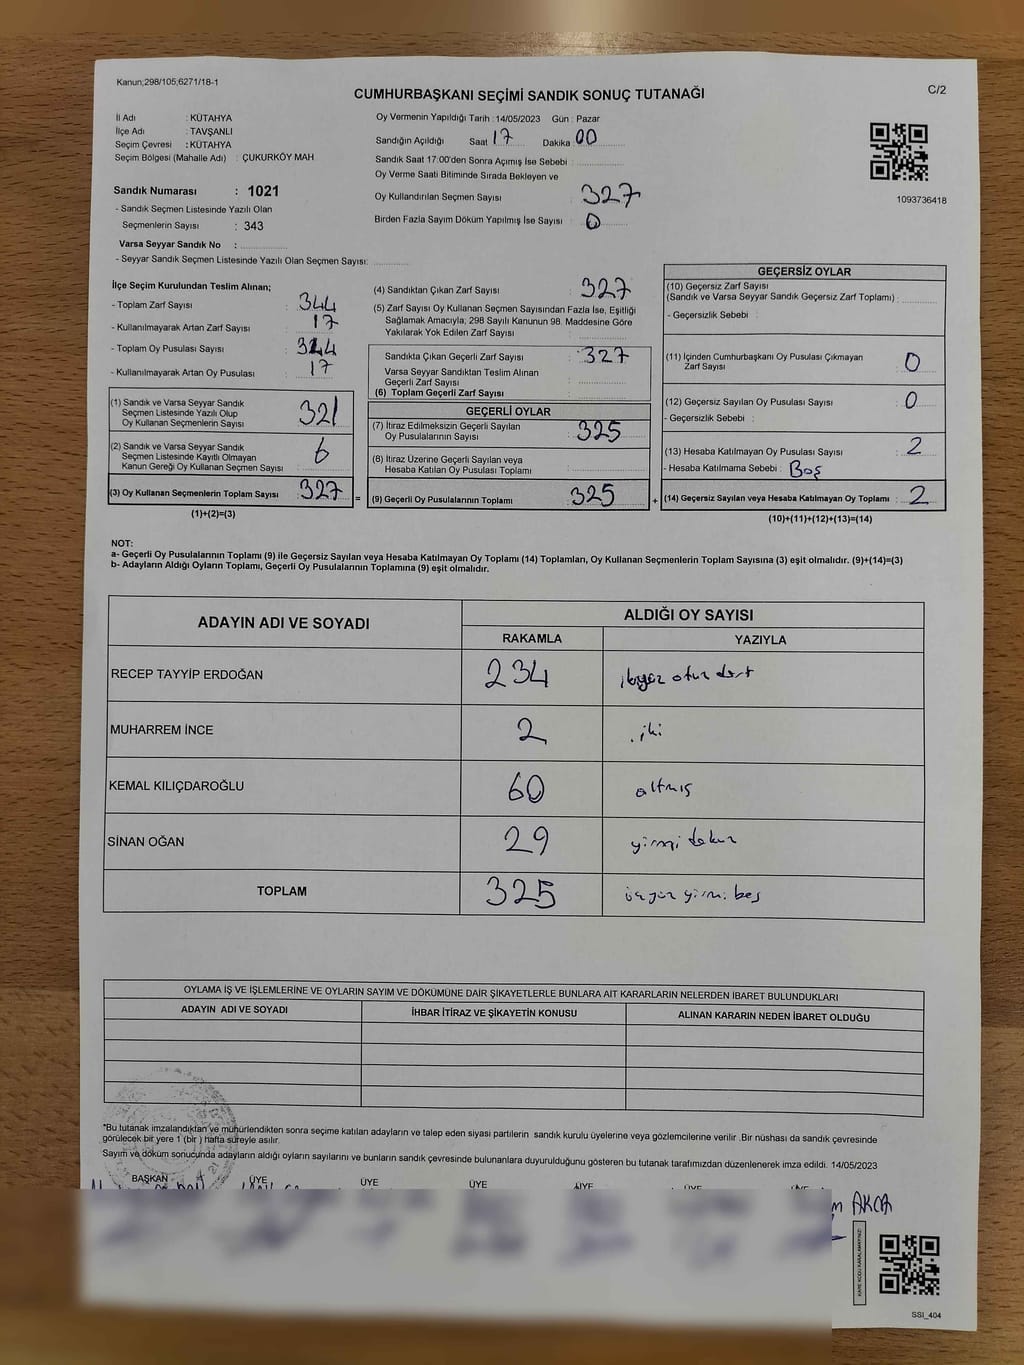 Kanun;298/105,6271/18-1
C/2
CUMHURBAŞKANI SEÇİMİ SANDIK SONUÇ TUTANAĞI
İl Adı : KÜTAHYA
İlçe Adı : TAVŞANLI
Seçim Çevresi : KÜTAHYA
Seçim Bölgesi (Mahalle Adı) : ÇUKURKÖY MAH
Sandık Numarası : 1021
- Sandık Seçmen Listesinde Yazılı Olan
Seçmenlerin Sayısı : 343
Varsa Seyyar Sandık No :
- Seyyar Sandık Seçmen Listesinde Yazılı Olan Seçmen Sayısı:
Oy Vermenin Yapıldığı Tarih : 14/05/2023 Gün : Pazar
Sandığın Açıldığı Saat : 17 Dakika : 00
Sandık Saat 17:00'den Sonra Açımış İse Sebebi :
Oy Verme Saati Bitiminde Sırada Bekleyen ve
Oy Kullandırılan Seçmen Sayısı : 327
Birden Fazla Sayım Döküm Yapılmış İse Sayısı : 0
1093736418
İlçe Seçim Kurulundan Teslim Alınan;
- Toplam Zarf Sayısı : 344
- Kullanılmayarak Artan Zarf Sayısı : 17
- Toplam Oy Pusulası Sayısı : 344
- Kullanılmayarak Artan Oy Pusulası : 17
(1) Sandık ve Varsa Seyyar Sandık
Seçmen Listesinde Yazılı Olup
Oy Kullanan Seçmenlerin Sayısı : 321
(2) Sandık ve Varsa Seyyar Sandık
Seçmen Listesinde Kayıtlı Olmayan
Kanun Gereği Oy Kullanan Seçmen Sayısı : 6
(3) Oy Kullanan Seçmenlerin Toplam Sayısı : 327 =
(1)+(2)=(3)
(4) Sandıktan Çıkan Zarf Sayısı : 327
(5) Zarf Sayısı Oy Kullanan Seçmen Sayısından Fazla İse, Eşitliği
Sağlamak Amacıyla; 298 Sayılı Kanunun 98. Maddesine Göre
Yakılarak Yok Edilen Zarf Sayısı :
Sandıkta Çıkan Geçerli Zarf Sayısı : 327
Varsa Seyyar Sandıktan Teslim Alınan
Geçerli Zarf Sayısı :
(6) Toplam Geçerli Zarf Sayısı :
GEÇERLİ OYLAR
(7) İtiraz Edilmeksizin Geçerli Sayılan
Oy Pusulalarının Sayısı : 325
(8) İtiraz Üzerine Geçerli Sayılan veya
Hesaba Katılan Oy Pusulası Toplamı :
(9) Geçerli Oy Pusulalarının Toplamı : 325 +
GEÇERSİZ OYLAR
(10) Geçersiz Zarf Sayısı
(Sandık ve Varsa Seyyar Sandık Geçersiz Zarf Toplamı) :
- Geçersizlik Sebebi :
(11) İçinden Cumhurbaşkanı Oy Pusulası Çıkmayan
Zarf Sayısı : 0
(12) Geçersiz Sayılan Oy Pusulası Sayısı : 0
- Geçersizlik Sebebi :
(13) Hesaba Katılmayan Oy Pusulası Sayısı : 2
- Hesaba Katılmama Sebebi : Boş
(14) Geçersiz Sayılan veya Hesaba Katılmayan Oy Toplamı : 2
(10)+(11)+(12)+(13)=(14)
NOT:
a- Geçerli Oy Pusulalarının Toplamı (9) ile Geçersiz Sayılan veya Hesaba Katılmayan Oy Toplamı (14) Toplamları, Oy Kullanan Seçmenlerin Toplam Sayısına (3) eşit olmalıdır. (9)+(14)=(3)
b- Adayların Aldığı Oyların Toplamı, Geçerli Oy Pusulalarının Toplamına (9) eşit olmalıdır.
ADAYIN ADI VE SOYADI ALDIĞI OY SAYISI
RAKAMLA YAZIYLA
RECEP TAYYİP ERDOĞAN 234 ikiyüz otuz dört
MUHARREM İNCE 2 iki
KEMAL KILIÇDAROĞLU 60 altmış
SİNAN OĞAN 29 yirmi dokuz
TOPLAM 325 üçyüz yirmi beş
OYLAMA İŞ VE İŞLEMLERİNE VE OYLARIN SAYIM VE DÖKÜMÜNE DAİR ŞİKAYETLERLE BUNLARA AİT KARARLARIN NELERDEN İBARET BULUNDUKLARI
ADAYIN ADI VE SOYADI İHBAR İTİRAZ VE ŞİKAYETİN KONUSU ALINAN KARARIN NEDEN İBARET OLDUĞU
*Bu tutanak imzalandıktan ve mühürlendikten sonra seçime katılan adayların ve talep eden siyasi partilerin sandık kurulu üyelerine veya gözlemcilerine verilir .Bir nüshası da sandık çevresinde
görülecek bir yere 1 (bir ) hafta süreyle asılır.
Sayım ve döküm sonucunda adayların aldığı oyların sayılarını ve bunların sandık çevresinde bulunanlara duyurulduğunu gösteren bu tutanak tarafımızdan düzenlenerek imza edildi. 14/05/2023
BAŞKAN ÜYE ÜYE ÜYE ÜYE ÜYE ÜYE
AKCA
KARE KODU KARALAMAYINIZ!
SSI_404